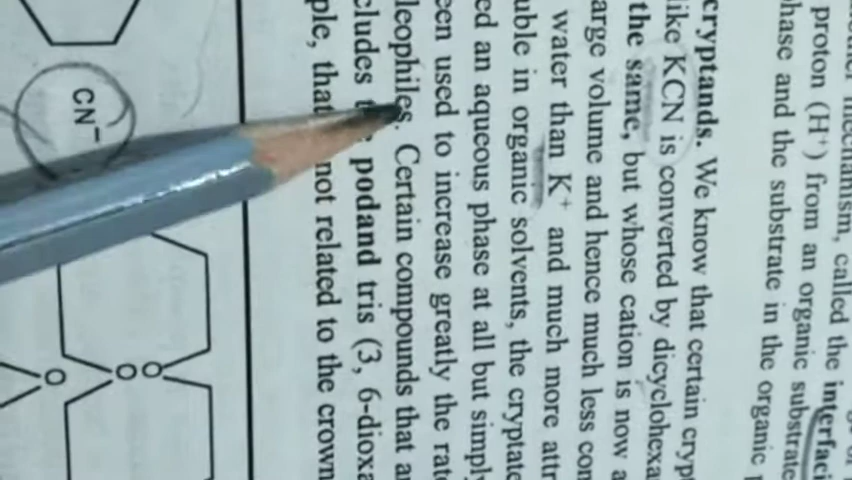 mechanism, called the interfaci
proton (H⁺) from an organic substrate
phase and the substrate in the organic
cryptands. We know that certain crypt
like KCN is converted by dicyclohexa
the same, but whose cation is now a
large volume and hence much less con
water than K⁺ and much more attr
uble in organic solvents, the cryptate
ed an aqueous phase at all but simply
een used to increase greatly the rate
leophiles. Certain compounds that a
cludes podand tris (3, 6-dioxa
ple, that not related to the crown
CN⁻
O
O
O